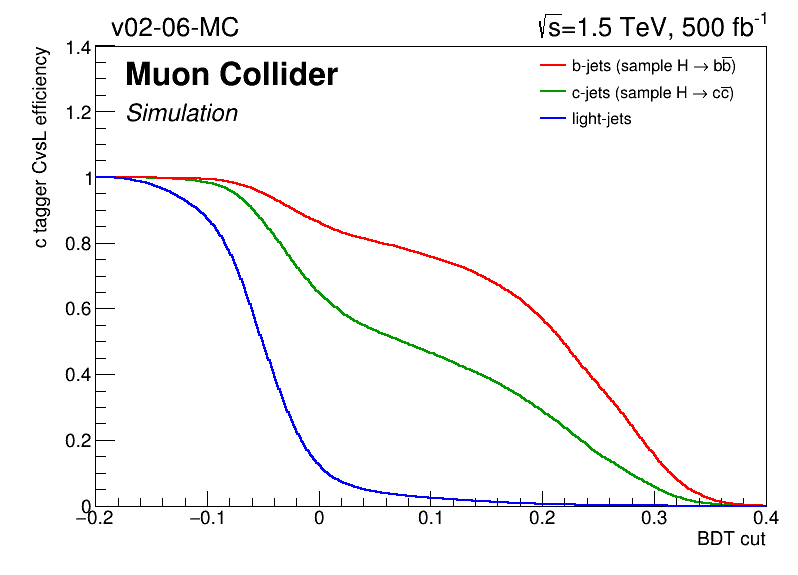 v02-06-MC
√s=1.5 TeV, 500 fb⁻¹
Muon Collider
Simulation
b-jets (sample H → bb̅)
c-jets (sample H → cc̅)
light-jets
c tagger CvsL efficiency
1.4
1.2
1
0.8
0.6
0.4
0.2
0
−0.2 −0.1 0 0.1 0.2 0.3 0.4
BDT cut